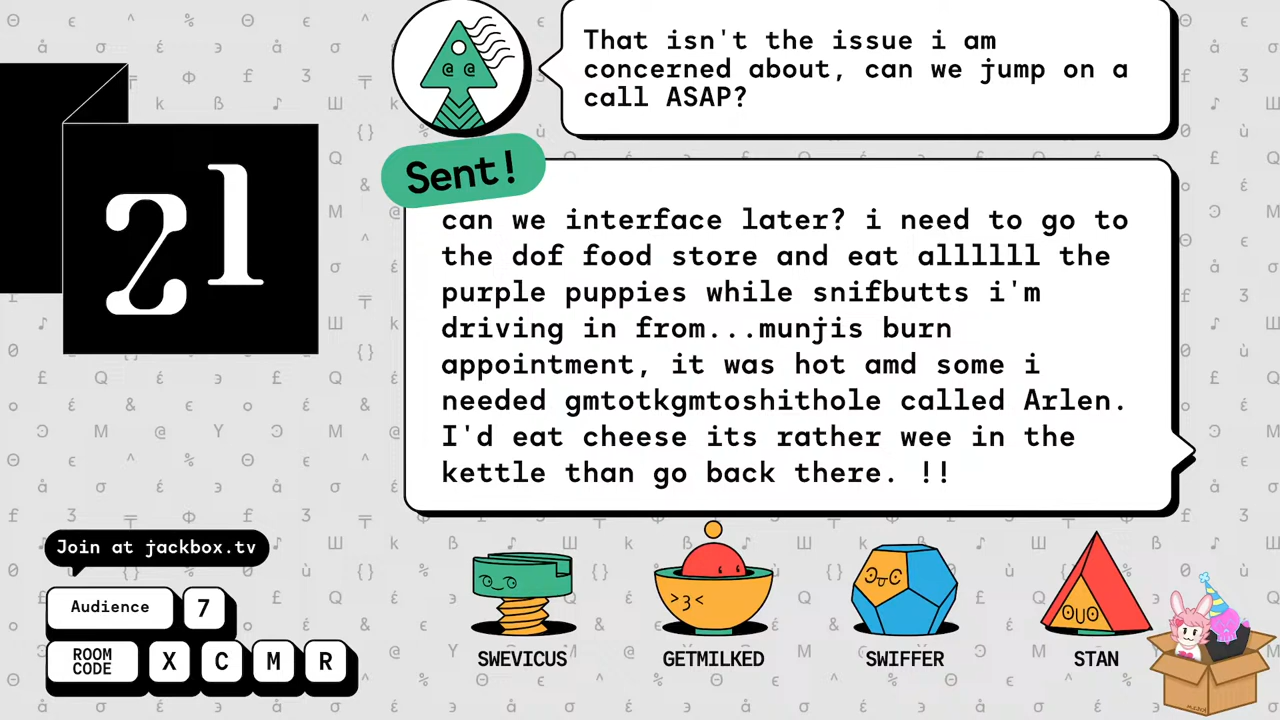 That isn't the issue i am
concerned about, can we jump on a
call ASAP?
Sent!
21
can we interface later? i need to go to
the dof food store and eat allllll the
purple puppies while snifbutts i'm
driving in from...munjis burn
appointment, it was hot amd some i
needed gmtotkgmtoshithole called Arlen.
I'd eat cheese its rather wee in the
kettle than go back there. !!
Join at jackbox.tv
Audience 7
ROOM CODE X C M R
SWEVICUS GETMILKED SWIFFER STAN